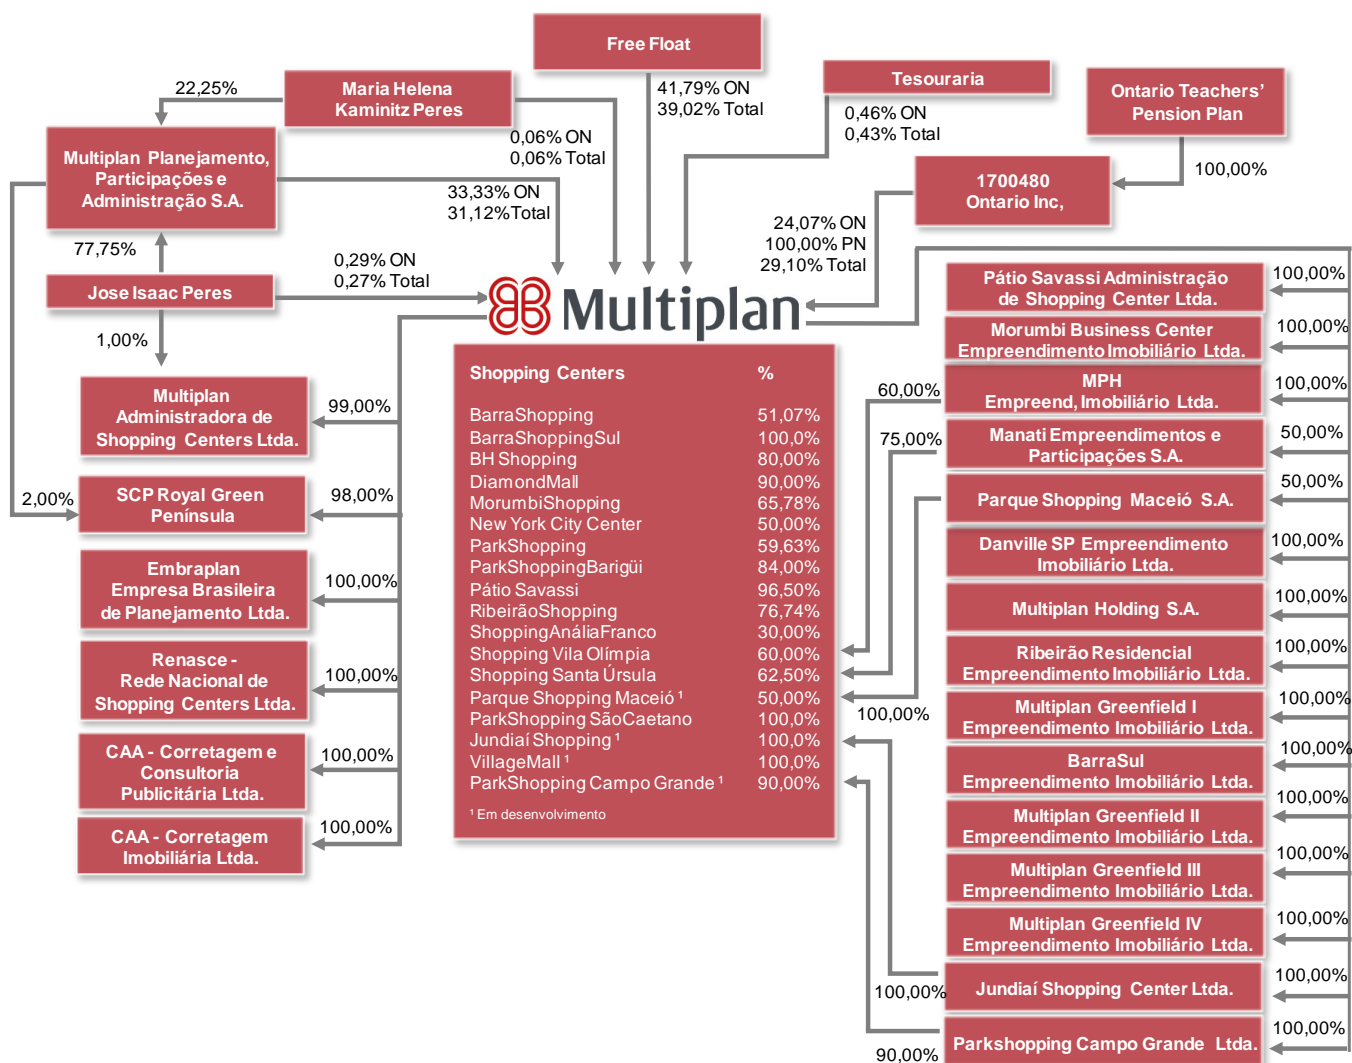 Free Float
41,79% ON
39,02% Total
Maria Helena
Kaminitz Peres
22,25%
0,06% ON
0,06% Total
Tesouraria
0,46% ON
0,43% Total
Ontario Teachers'
Pension Plan
100,00%
1700480
Ontario Inc,
24,07% ON
100,00% PN
29,10% Total
Multiplan Planejamento,
Participações e
Administração S.A.
33,33% ON
31,12% Total
77,75%
Jose Isaac Peres
0,29% ON
0,27% Total
1,00%
Multiplan
Multiplan
Administradora de
Shopping Centers Ltda.
99,00%
2,00%
SCP Royal Green
Península
98,00%
Embraplan
Empresa Brasileira
de Planejamento Ltda.
100,00%
Renasce -
Rede Nacional de
Shopping Centers Ltda.
100,00%
CAA - Corretagem e
Consultoria
Publicitária Ltda.
100,00%
CAA - Corretagem
Imobiliária Ltda.
100,00%
Shopping Centers %
BarraShopping 51,07%
BarraShoppingSul 100,0%
BH Shopping 80,00%
DiamondMall 90,00%
MorumbiShopping 65,78%
New York City Center 50,00%
ParkShopping 59,63%
ParkShoppingBarigüi 84,00%
Pátio Savassi 96,50%
RibeirãoShopping 76,74%
ShoppingAnáliaFranco 30,00%
Shopping Vila Olímpia 60,00%
Shopping Santa Úrsula 62,50%
Parque Shopping Maceió ¹ 50,00%
ParkShopping SãoCaetano 100,0%
Jundiaí Shopping ¹ 100,0%
VillageMall ¹ 100,0%
ParkShopping Campo Grande ¹ 90,00%
¹ Em desenvolvimento
Pátio Savassi Administração
de Shopping Center Ltda.
100,00%
Morumbi Business Center
Empreendimento Imobiliário Ltda.
100,00%
60,00%
MPH
Empreend, Imobiliário Ltda.
100,00%
75,00%
Manati Empreendimentos e
Participações S.A.
50,00%
100,00%
Parque Shopping Maceió S.A.
50,00%
Danville SP Empreendimento
Imobiliário Ltda.
100,00%
Multiplan Holding S.A.
100,00%
Ribeirão Residencial
Empreendimento Imobiliário Ltda.
100,00%
Multiplan Greenfield I
Empreendimento Imobiliário Ltda.
100,00%
BarraSul
Empreendimento Imobiliário Ltda.
100,00%
Multiplan Greenfield II
Empreendimento Imobiliário Ltda.
100,00%
Multiplan Greenfield III
Empreendimento Imobiliário Ltda.
100,00%
Multiplan Greenfield IV
Empreendimento Imobiliário Ltda.
100,00%
100,00%
Jundiaí Shopping Center Ltda.
100,00%
90,00%
Parkshopping Campo Grande Ltda.
100,00%